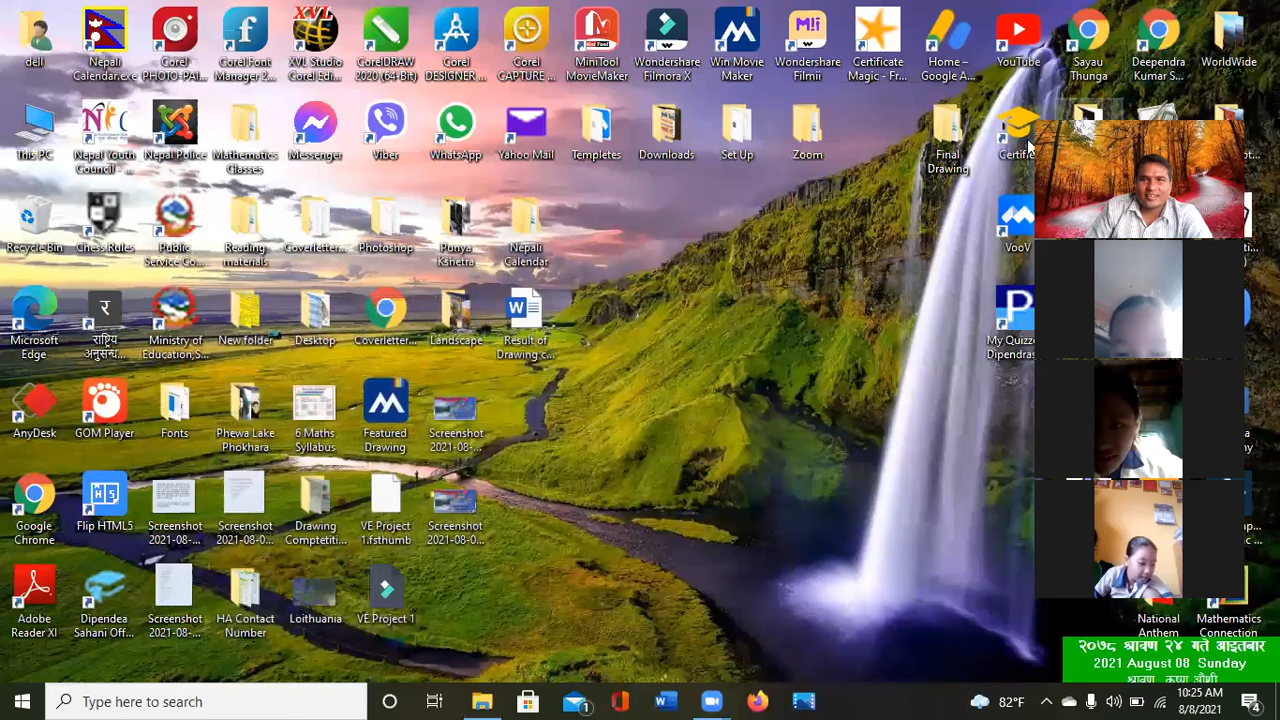 dell
Nepali
Calendar.exe
Corel
PHOTO-PAI...
Corel Font
Manager 2...
XVL
XVL Studio
Corel Edi...
CorelDRAW
2020 (64-Bit)
Corel
DESIGNER ...
Corel
CAPTURE ...
MiniTool
MovieMaker
Wondershare
Filmora X
Win Movie
Maker
Wondershare
Filmii
Certificate
Magic - Fr...
Home –
Google A...
YouTube
Sayau
Thunga
Deependra
Kumar S...
WorldWide
This PC
Nepal Youth
Council - ...
Nepal Police
Mathematics
Classes
Messenger
Viber
WhatsApp
Yahoo Mail
Templetes
Downloads
Set Up
Zoom
Final
Drawing
Certifi
Recycle Bin
Chess Rules
Public
Service Co...
Reading
materials
Coverletter...
Photoshop
Punya
Kshetra
Nepali
Calendar
VooV
Microsoft
Edge
र
राष्ट्रिय
अनुसन्ध...
Ministry of
Education,S...
New folder
Desktop
Coverletter...
Landscape
Result of
Drawing c...
My Quizz
Dipendras
AnyDesk
GOM Player
Fonts
Phewa Lake
Phokhara
6 Maths
Syllabus
Featured
Drawing
Screenshot
2021-08-...
Google
Chrome
Flip HTML5
Screenshot
2021-08-...
Screenshot
2021-08-0...
Drawing
Comptetiti...
VE Project
1.fsthumb
Screenshot
2021-08-0...
Adobe
Reader XI
Dipendea
Sahani Off...
Screenshot
2021-08-...
HA Contact
Number
Loithuania
VE Project 1
National
Anthem
Mathematics
Connection
२०७८ श्रावण २४ गते आइतबार
2021 August 08 Sunday
श्रावण कृष्ण औंशी
Type here to search
82°F
10:25 AM
8/8/2021